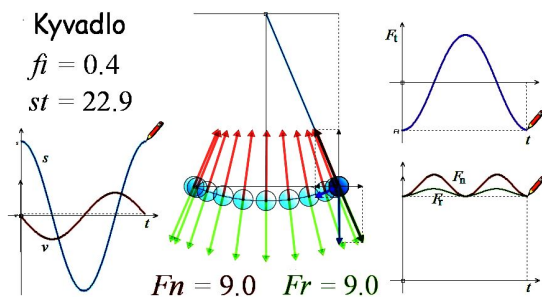 Kyvadlo
fi = 0.4
st = 22.9
s
v
t
Ft
t
Fn
Fr
t
Fn = 9.0 Fr = 9.0